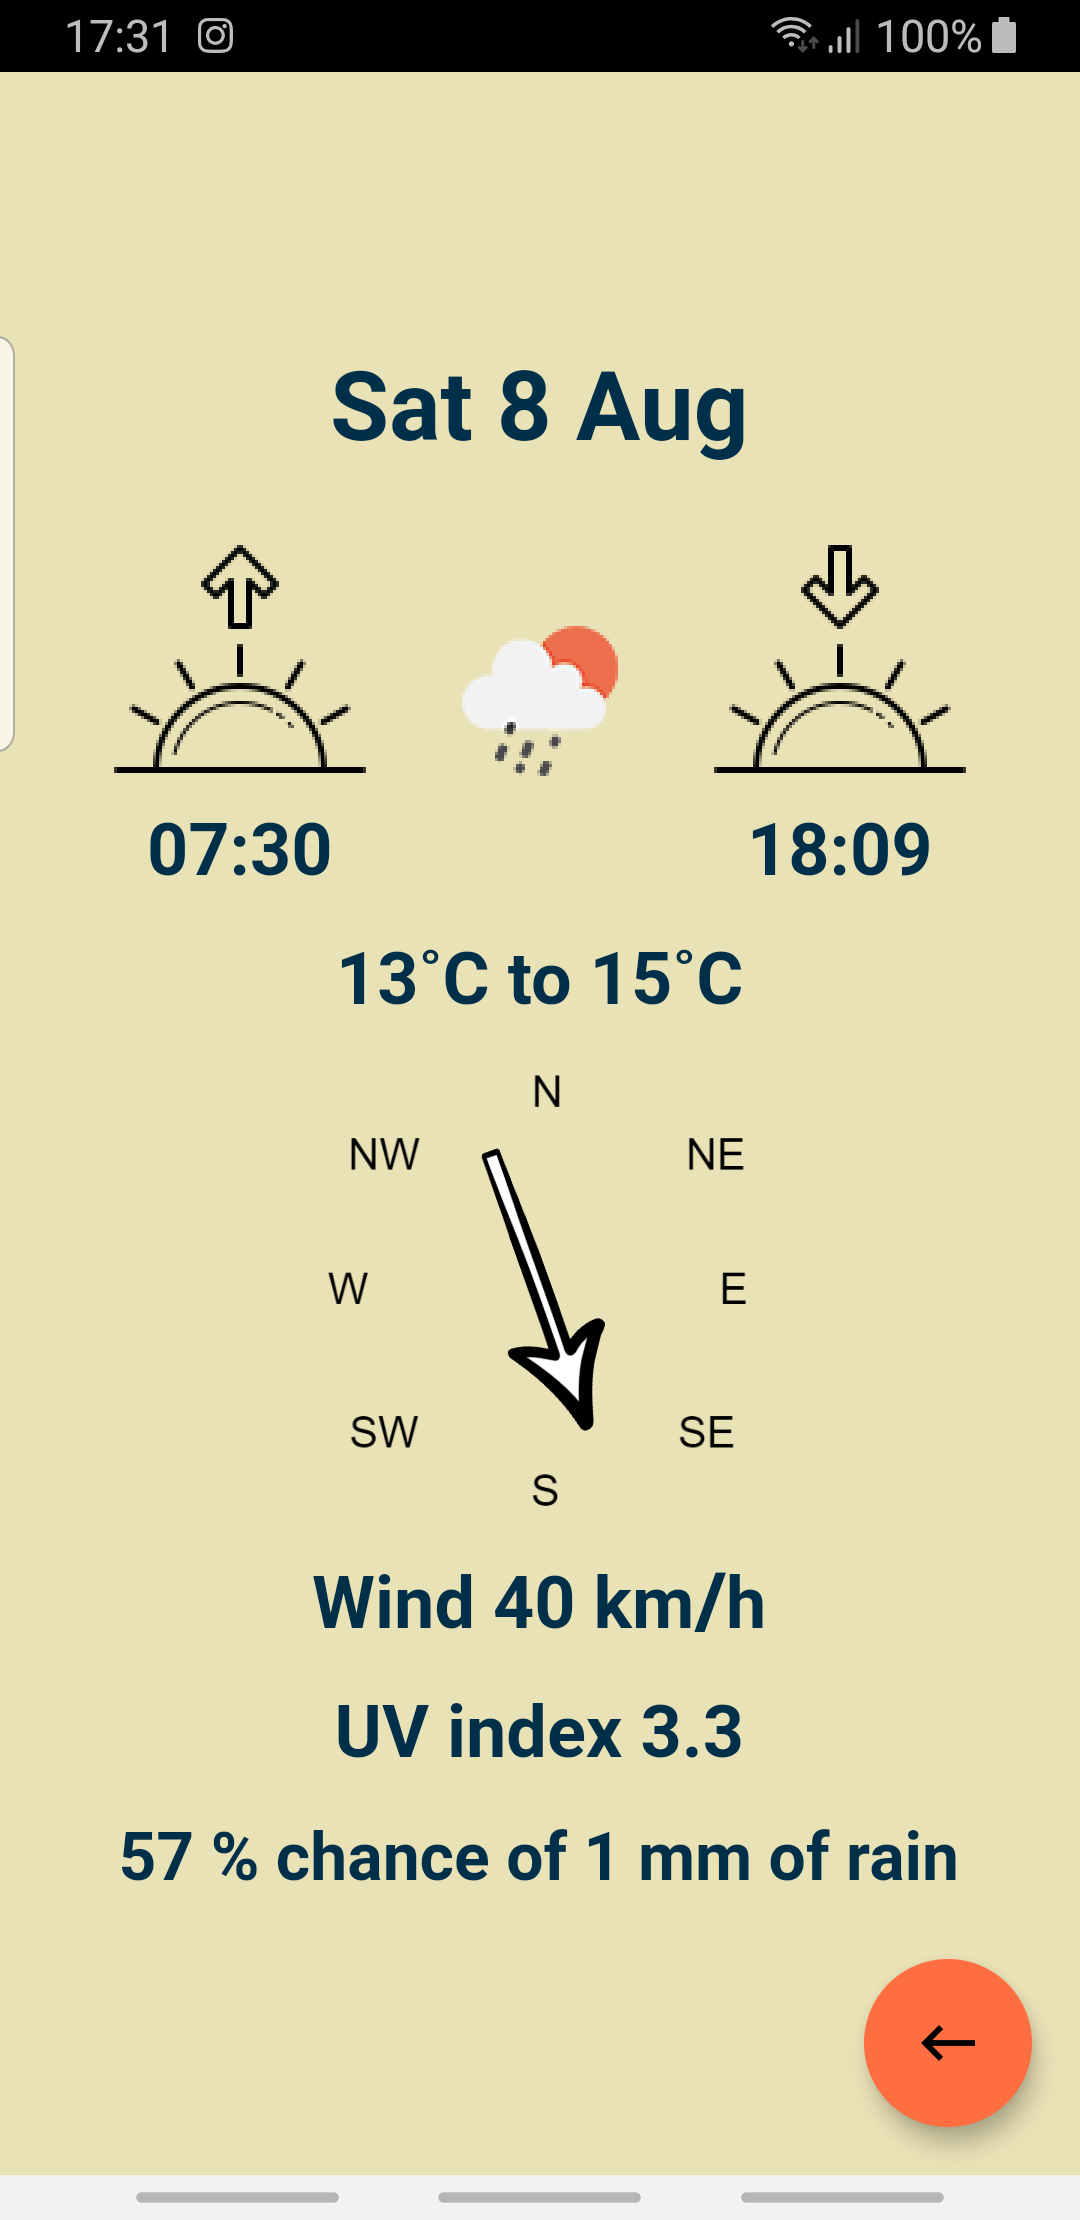 17:31 100%
Sat 8 Aug
07:30 18:09
13°C to 15°C
N
NW NE
W E
SW SE
S
Wind 40 km/h
UV index 3.3
57 % chance of 1 mm of rain